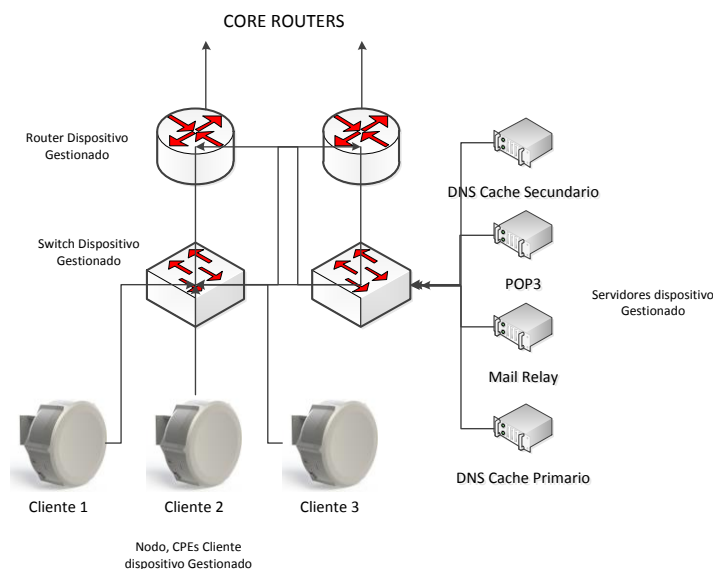 CORE ROUTERS
Router Dispositivo
Gestionado
DNS Cache Secundario
Switch Dispositivo
Gestionado
POP3
Servidores dispositivo
Gestionado
Mail Relay
DNS Cache Primario
Cliente 1
Cliente 2
Cliente 3
Nodo, CPEs Cliente
dispositivo Gestionado